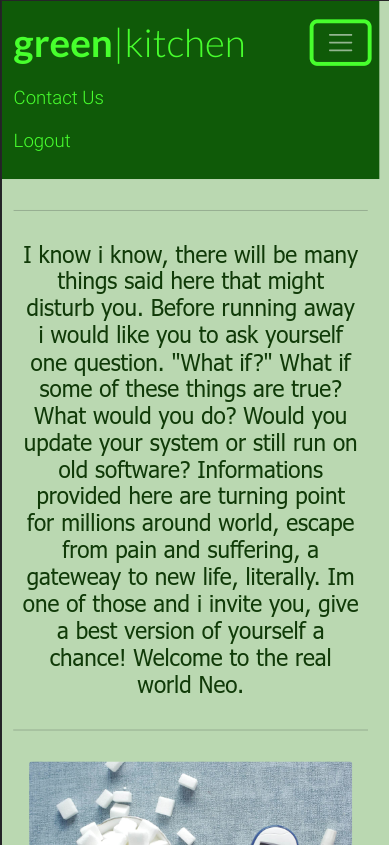 green|kitchen
Contact Us
Logout
I know i know, there will be many
things said here that might
disturb you. Before running away
i would like you to ask yourself
one question. "What if?" What if
some of these things are true?
What would you do? Would you
update your system or still run on
old software? Informations
provided here are turning point
for millions around world, escape
from pain and suffering, a
gateweay to new life, literally. Im
one of those and i invite you, give
a best version of yourself a
chance! Welcome to the real
world Neo.